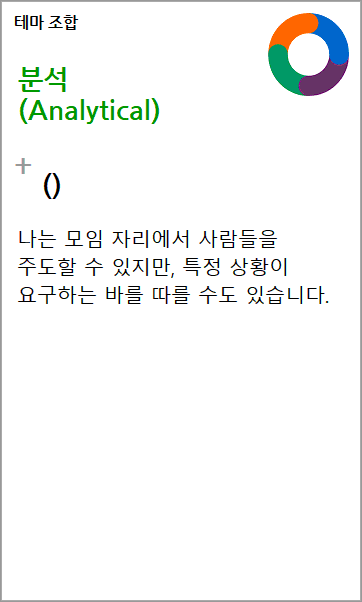 테마 조합
분석
(Analytical)
+
()
나는 모임 자리에서 사람들을
주도할 수 있지만, 특정 상황이
요구하는 바를 따를 수도 있습니다.